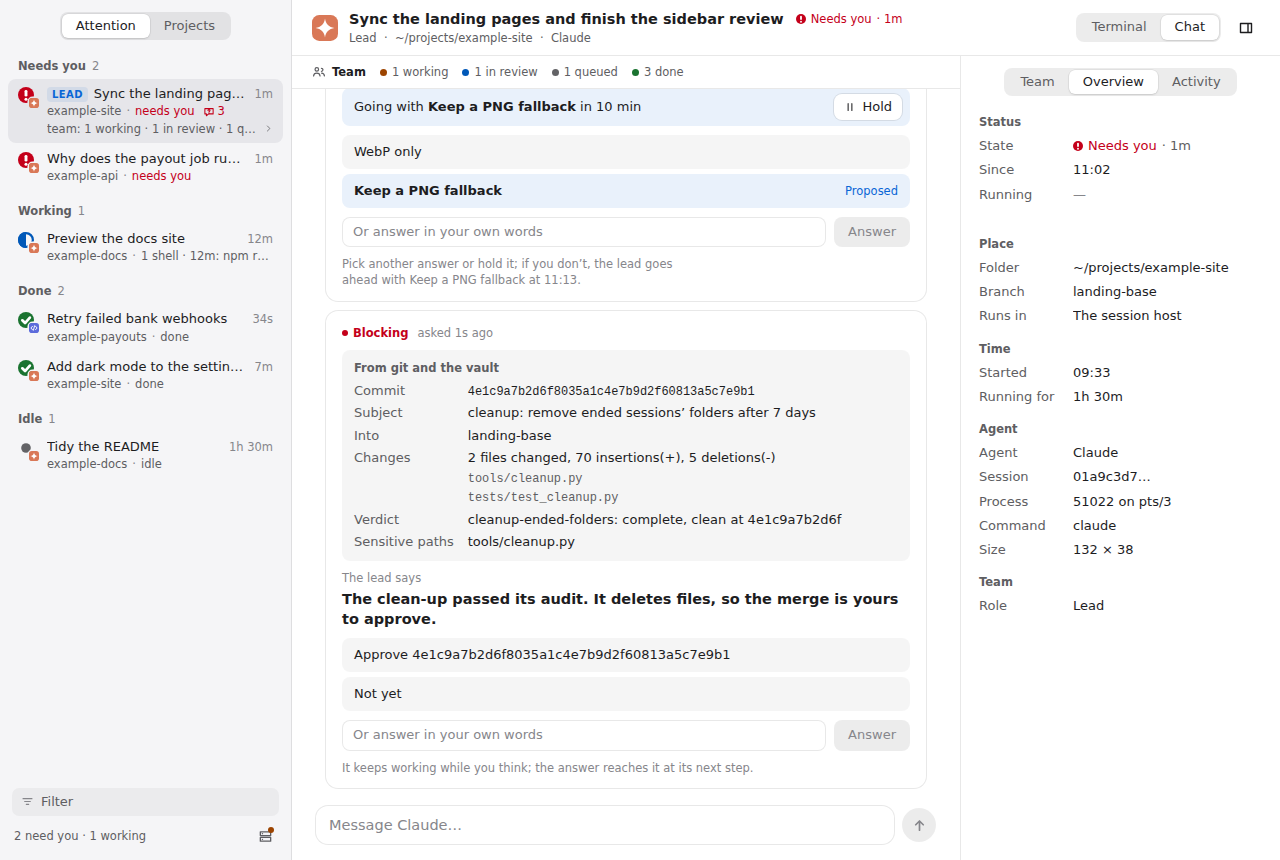 Attention
Projects
Needs you 2
LEAD Sync the landing pag… 1m
example-site · needs you 3
team: 1 working · 1 in review · 1 q…
Why does the payout job ru… 1m
example-api · needs you
Working 1
Preview the docs site 12m
example-docs · 1 shell · 12m: npm r…
Done 2
Retry failed bank webhooks 34s
example-payouts · done
Add dark mode to the settin… 7m
example-site · done
Idle 1
Tidy the README 1h 30m
example-docs · idle
Filter
2 need you · 1 working
Sync the landing pages and finish the sidebar review Needs you · 1m
Lead · ~/projects/example-site · Claude
Terminal
Chat
Team 1 working 1 in review 1 queued 3 done
Going with Keep a PNG fallback in 10 min
Hold
WebP only
Keep a PNG fallback Proposed
Or answer in your own words
Answer
Pick another answer or hold it; if you don’t, the lead goes
ahead with Keep a PNG fallback at 11:13.
Blocking asked 1s ago
From git and the vault
Commit 4e1c9a7b2d6f8035a1c4e7b9d2f60813a5c7e9b1
Subject cleanup: remove ended sessions’ folders after 7 days
Into landing-base
Changes 2 files changed, 70 insertions(+), 5 deletions(-)
tools/cleanup.py
tests/test_cleanup.py
Verdict cleanup-ended-folders: complete, clean at 4e1c9a7b2d6f
Sensitive paths tools/cleanup.py
The lead says
The clean-up passed its audit. It deletes files, so the merge is yours
to approve.
Approve 4e1c9a7b2d6f8035a1c4e7b9d2f60813a5c7e9b1
Not yet
Or answer in your own words
Answer
It keeps working while you think; the answer reaches it at its next step.
Message Claude…
Team
Overview
Activity
Status
State Needs you · 1m
Since 11:02
Running —
Place
Folder ~/projects/example-site
Branch landing-base
Runs in The session host
Time
Started 09:33
Running for 1h 30m
Agent
Agent Claude
Session 01a9c3d7…
Process 51022 on pts/3
Command claude
Size 132 × 38
Team
Role Lead